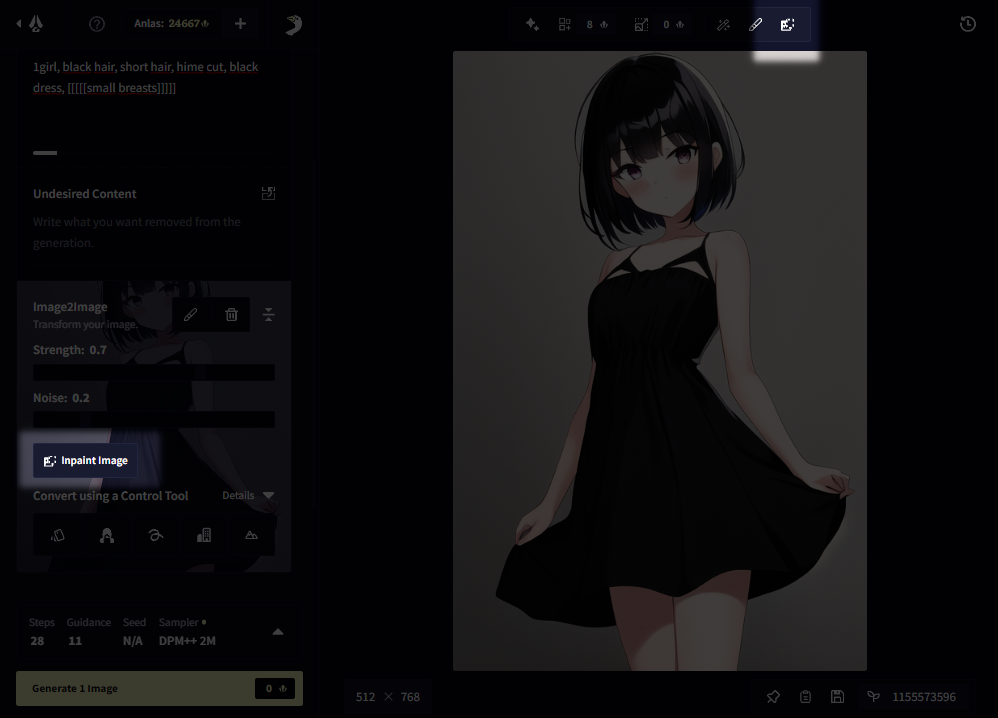 Anlas: 24667
8
0
1girl, black hair, short hair, hime cut, black
dress, [[[[[small breasts]]]]]
Undesired Content
Write what you want removed from the
generation.
Image2Image
Transform your image.
Strength: 0.7
Noise: 0.2
Inpaint Image
Convert using a Control Tool
Details
Steps
Guidance
Seed
Sampler
28
11
N/A
DPM++ 2M
Generate 1 Image
0
512 × 768
1155573596